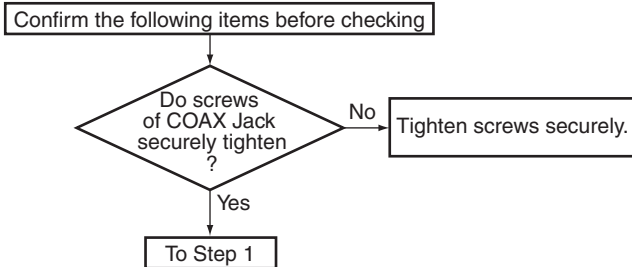 Confirm the following items before checking
Do screws
of COAX Jack
securely tighten
?
No
Tighten screws securely.
Yes
To Step 1